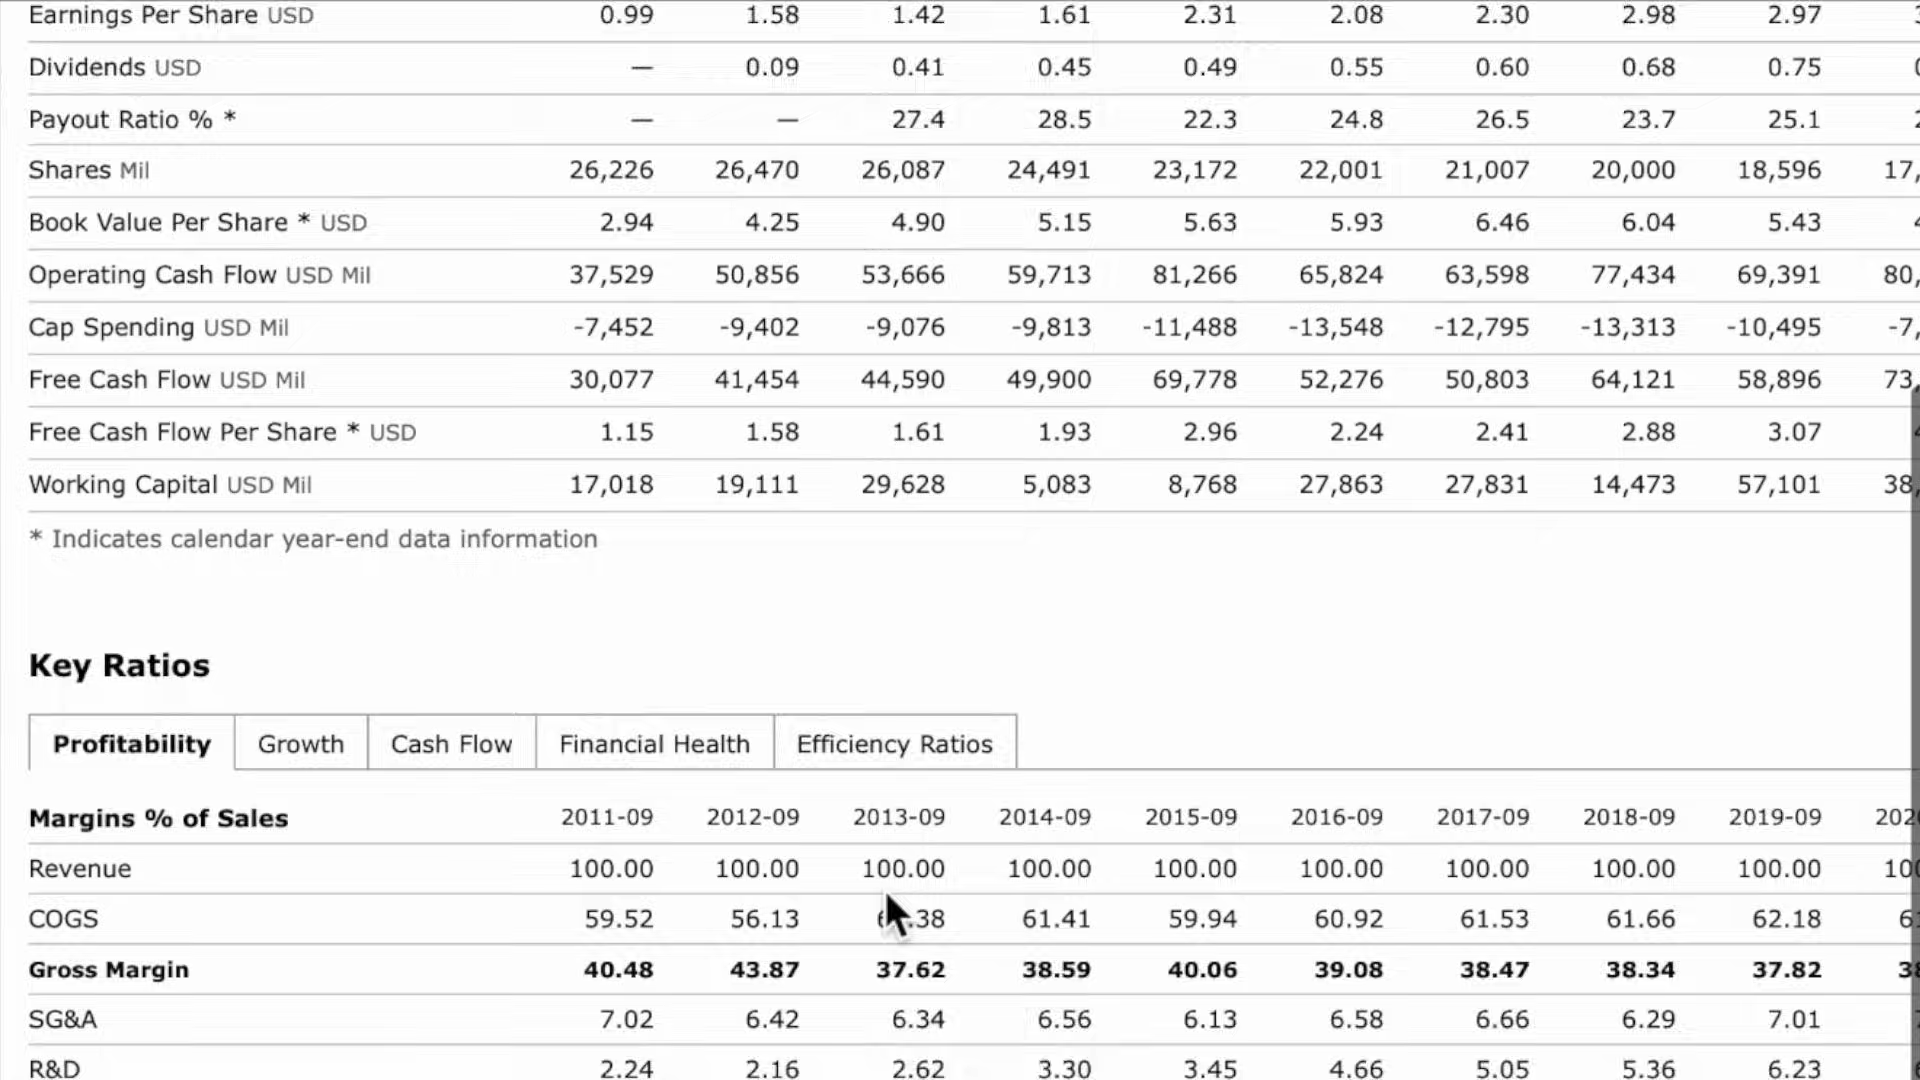 Earnings Per Share USD 0.99 1.58 1.42 1.61 2.31 2.08 2.30 2.98 2.97
Dividends USD — 0.09 0.41 0.45 0.49 0.55 0.60 0.68 0.75
Payout Ratio % * — — 27.4 28.5 22.3 24.8 26.5 23.7 25.1
Shares Mil 26,226 26,470 26,087 24,491 23,172 22,001 21,007 20,000 18,596 17,
Book Value Per Share * USD 2.94 4.25 4.90 5.15 5.63 5.93 6.46 6.04 5.43
Operating Cash Flow USD Mil 37,529 50,856 53,666 59,713 81,266 65,824 63,598 77,434 69,391 80,
Cap Spending USD Mil -7,452 -9,402 -9,076 -9,813 -11,488 -13,548 -12,795 -13,313 -10,495 -7,
Free Cash Flow USD Mil 30,077 41,454 44,590 49,900 69,778 52,276 50,803 64,121 58,896 73,
Free Cash Flow Per Share * USD 1.15 1.58 1.61 1.93 2.96 2.24 2.41 2.88 3.07
Working Capital USD Mil 17,018 19,111 29,628 5,083 8,768 27,863 27,831 14,473 57,101 38,
* Indicates calendar year-end data information
Key Ratios
Profitability Growth Cash Flow Financial Health Efficiency Ratios
Margins % of Sales 2011-09 2012-09 2013-09 2014-09 2015-09 2016-09 2017-09 2018-09 2019-09 202
Revenue 100.00 100.00 100.00 100.00 100.00 100.00 100.00 100.00 100.00 100
COGS 59.52 56.13 .38 61.41 59.94 60.92 61.53 61.66 62.18
Gross Margin 40.48 43.87 37.62 38.59 40.06 39.08 38.47 38.34 37.82 38
SG&A 7.02 6.42 6.34 6.56 6.13 6.58 6.66 6.29 7.01
R&D 2.24 2.16 2.62 3.30 3.45 4.66 5.05 5.36 6.23